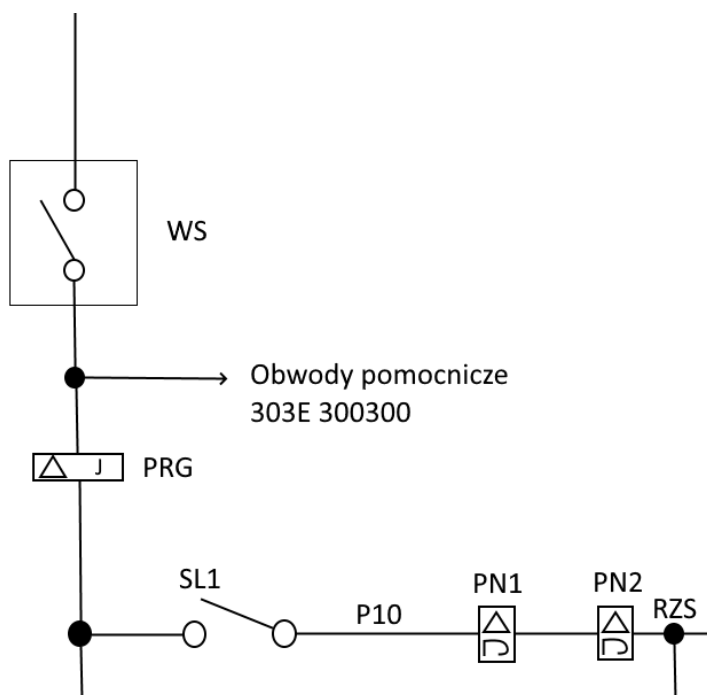 WS
Obwody pomocnicze
303E 300300
J PRG
SL1
P10
PN1
PN2
RZS